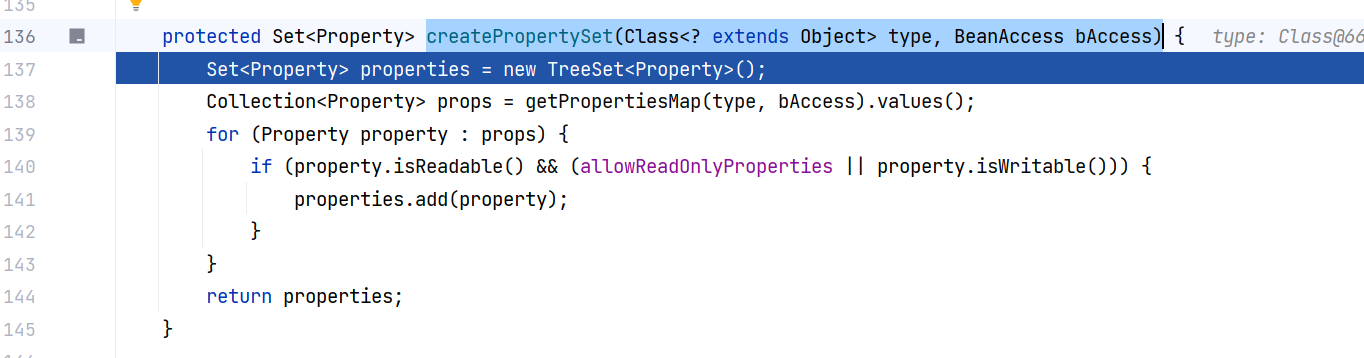 135
136 protected Set<Property> createPropertySet(Class<? extends Object> type, BeanAccess bAccess) { type: Class@66
137 Set<Property> properties = new TreeSet<Property>();
138 Collection<Property> props = getPropertiesMap(type, bAccess).values();
139 for (Property property : props) {
140 if (property.isReadable() && (allowReadOnlyProperties || property.isWritable())) {
141 properties.add(property);
142 }
143 }
144 return properties;
145 }